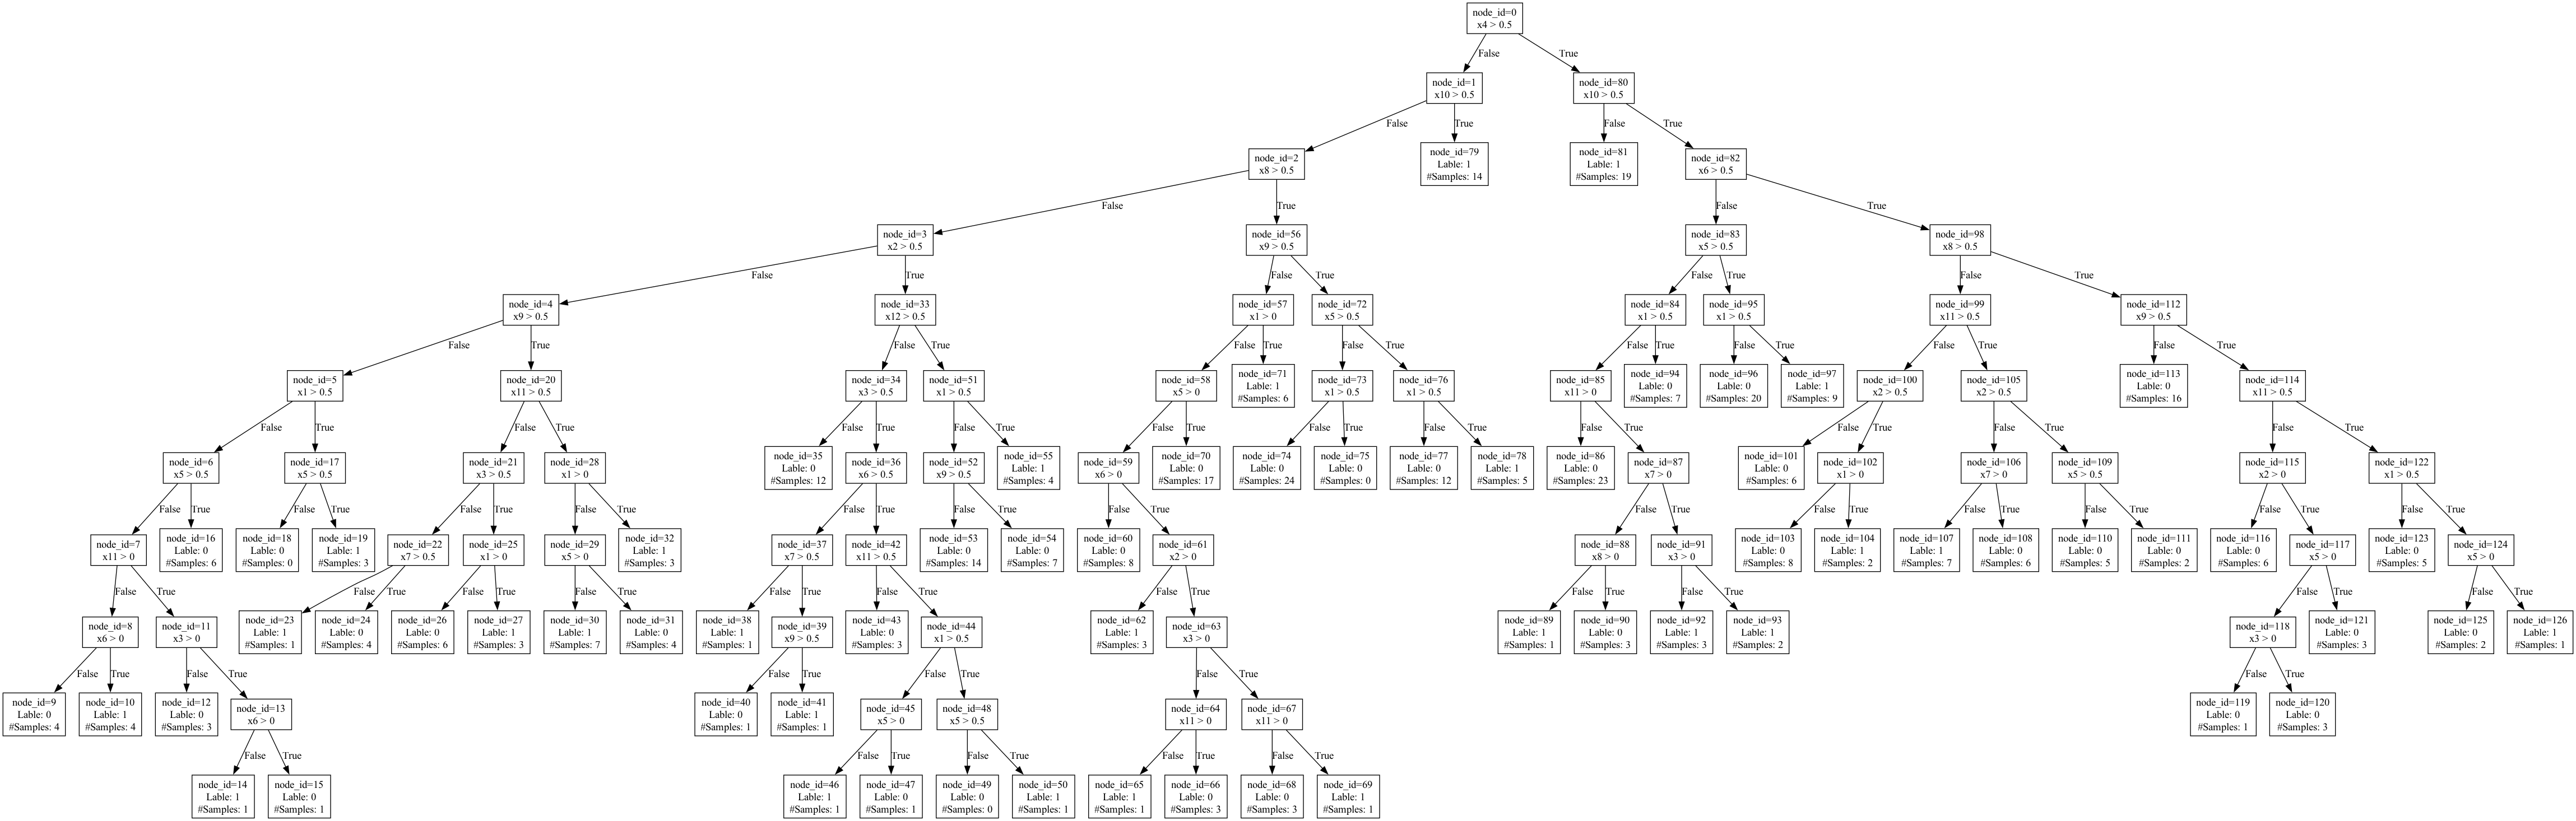 node_id=0
x4 > 0.5
False
True
node_id=1
x10 > 0.5
node_id=80
x10 > 0.5
False
True
False
True
node_id=2
x8 > 0.5
node_id=79
Lable: 1
#Samples: 14
node_id=81
Lable: 1
#Samples: 19
node_id=82
x6 > 0.5
False
True
False
True
node_id=3
x2 > 0.5
node_id=56
x9 > 0.5
node_id=83
x5 > 0.5
node_id=98
x8 > 0.5
False
True
False
True
False
True
False
True
node_id=4
x9 > 0.5
node_id=33
x12 > 0.5
node_id=57
x1 > 0
node_id=72
x5 > 0.5
node_id=84
x1 > 0.5
node_id=95
x1 > 0.5
node_id=99
x11 > 0.5
node_id=112
x9 > 0.5
False
True
False
True
False
True
False
True
False
True
False
True
False
True
False
True
node_id=5
x1 > 0.5
node_id=20
x11 > 0.5
node_id=34
x3 > 0.5
node_id=51
x1 > 0.5
node_id=58
x5 > 0
node_id=71
Lable: 1
#Samples: 6
node_id=73
x1 > 0.5
node_id=76
x1 > 0.5
node_id=85
x11 > 0
node_id=94
Lable: 0
#Samples: 7
node_id=96
Lable: 0
#Samples: 20
node_id=97
Lable: 1
#Samples: 9
node_id=100
x2 > 0.5
node_id=105
x2 > 0.5
node_id=113
Lable: 0
#Samples: 16
node_id=114
x11 > 0.5
False
True
False
True
False
True
False
True
False
True
False
True
False
True
False
True
False
True
False
True
False
True
node_id=6
x5 > 0.5
node_id=17
x5 > 0.5
node_id=21
x3 > 0.5
node_id=28
x1 > 0
node_id=35
Lable: 0
#Samples: 12
node_id=36
x6 > 0.5
node_id=52
x9 > 0.5
node_id=55
Lable: 1
#Samples: 4
node_id=59
x6 > 0
node_id=70
Lable: 0
#Samples: 17
node_id=74
Lable: 0
#Samples: 24
node_id=75
Lable: 0
#Samples: 0
node_id=77
Lable: 0
#Samples: 12
node_id=78
Lable: 1
#Samples: 5
node_id=86
Lable: 0
#Samples: 23
node_id=87
x7 > 0
node_id=101
Lable: 0
#Samples: 6
node_id=102
x1 > 0
node_id=106
x7 > 0
node_id=109
x5 > 0.5
node_id=115
x2 > 0
node_id=122
x1 > 0.5
False
True
False
True
False
True
False
True
False
True
False
True
False
True
False
True
False
True
False
True
False
True
False
True
False
True
node_id=7
x11 > 0
node_id=16
Lable: 0
#Samples: 6
node_id=18
Lable: 0
#Samples: 0
node_id=19
Lable: 1
#Samples: 3
node_id=22
x7 > 0.5
node_id=25
x1 > 0
node_id=29
x5 > 0
node_id=32
Lable: 1
#Samples: 3
node_id=37
x7 > 0.5
node_id=42
x11 > 0.5
node_id=53
Lable: 0
#Samples: 14
node_id=54
Lable: 0
#Samples: 7
node_id=60
Lable: 0
#Samples: 8
node_id=61
x2 > 0
node_id=88
x8 > 0
node_id=91
x3 > 0
node_id=103
Lable: 0
#Samples: 8
node_id=104
Lable: 1
#Samples: 2
node_id=107
Lable: 1
#Samples: 7
node_id=108
Lable: 0
#Samples: 6
node_id=110
Lable: 0
#Samples: 5
node_id=111
Lable: 0
#Samples: 2
node_id=116
Lable: 0
#Samples: 6
node_id=117
x5 > 0
node_id=123
Lable: 0
#Samples: 5
node_id=124
x5 > 0
False
True
False
True
False
True
False
True
False
True
False
True
False
True
False
True
False
True
False
True
False
True
node_id=8
x6 > 0
node_id=11
x3 > 0
node_id=23
Lable: 1
#Samples: 1
node_id=24
Lable: 0
#Samples: 4
node_id=26
Lable: 0
#Samples: 6
node_id=27
Lable: 1
#Samples: 3
node_id=30
Lable: 1
#Samples: 7
node_id=31
Lable: 0
#Samples: 4
node_id=38
Lable: 1
#Samples: 1
node_id=39
x9 > 0.5
node_id=43
Lable: 0
#Samples: 3
node_id=44
x1 > 0.5
node_id=62
Lable: 1
#Samples: 3
node_id=63
x3 > 0
node_id=89
Lable: 1
#Samples: 1
node_id=90
Lable: 0
#Samples: 3
node_id=92
Lable: 1
#Samples: 3
node_id=93
Lable: 1
#Samples: 2
node_id=118
x3 > 0
node_id=121
Lable: 0
#Samples: 3
node_id=125
Lable: 0
#Samples: 2
node_id=126
Lable: 1
#Samples: 1
False
True
False
True
False
True
False
True
False
True
False
True
node_id=9
Lable: 0
#Samples: 4
node_id=10
Lable: 1
#Samples: 4
node_id=12
Lable: 0
#Samples: 3
node_id=13
x6 > 0
node_id=40
Lable: 0
#Samples: 1
node_id=41
Lable: 1
#Samples: 1
node_id=45
x5 > 0
node_id=48
x5 > 0.5
node_id=64
x11 > 0
node_id=67
x11 > 0
node_id=119
Lable: 0
#Samples: 1
node_id=120
Lable: 0
#Samples: 3
False
True
False
True
False
True
False
True
False
True
node_id=14
Lable: 1
#Samples: 1
node_id=15
Lable: 0
#Samples: 1
node_id=46
Lable: 1
#Samples: 1
node_id=47
Lable: 0
#Samples: 1
node_id=49
Lable: 0
#Samples: 0
node_id=50
Lable: 1
#Samples: 1
node_id=65
Lable: 1
#Samples: 1
node_id=66
Lable: 0
#Samples: 3
node_id=68
Lable: 0
#Samples: 3
node_id=69
Lable: 1
#Samples: 1